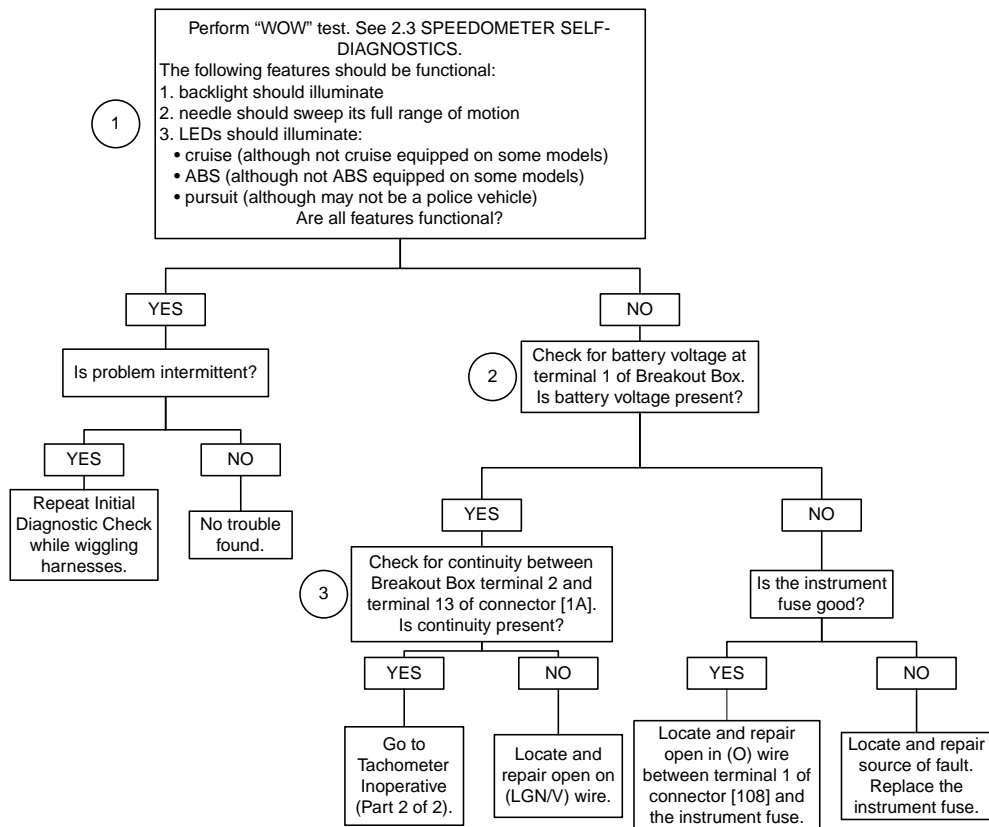 Perform “WOW” test. See 2.3 SPEEDOMETER SELF-
DIAGNOSTICS.
The following features should be functional:
1. backlight should illuminate
2. needle should sweep its full range of motion
3. LEDs should illuminate:
• cruise (although not cruise equipped on some models)
• ABS (although not ABS equipped on some models)
• pursuit (although may not be a police vehicle)
Are all features functional?
1
YES
NO
Is problem intermittent?
2
Check for battery voltage at
terminal 1 of Breakout Box.
Is battery voltage present?
YES
NO
Repeat Initial
Diagnostic Check
while wiggling
harnesses.
No trouble
found.
YES
NO
3
Check for continuity between
Breakout Box terminal 2 and
terminal 13 of connector [1A].
Is continuity present?
Is the instrument
fuse good?
YES
NO
YES
NO
Go to
Tachometer
Inoperative
(Part 2 of 2).
Locate and
repair open on
(LGN/V) wire.
Locate and repair
open in (O) wire
between terminal 1 of
connector [108] and
the instrument fuse.
Locate and repair
source of fault.
Replace the
instrument fuse.